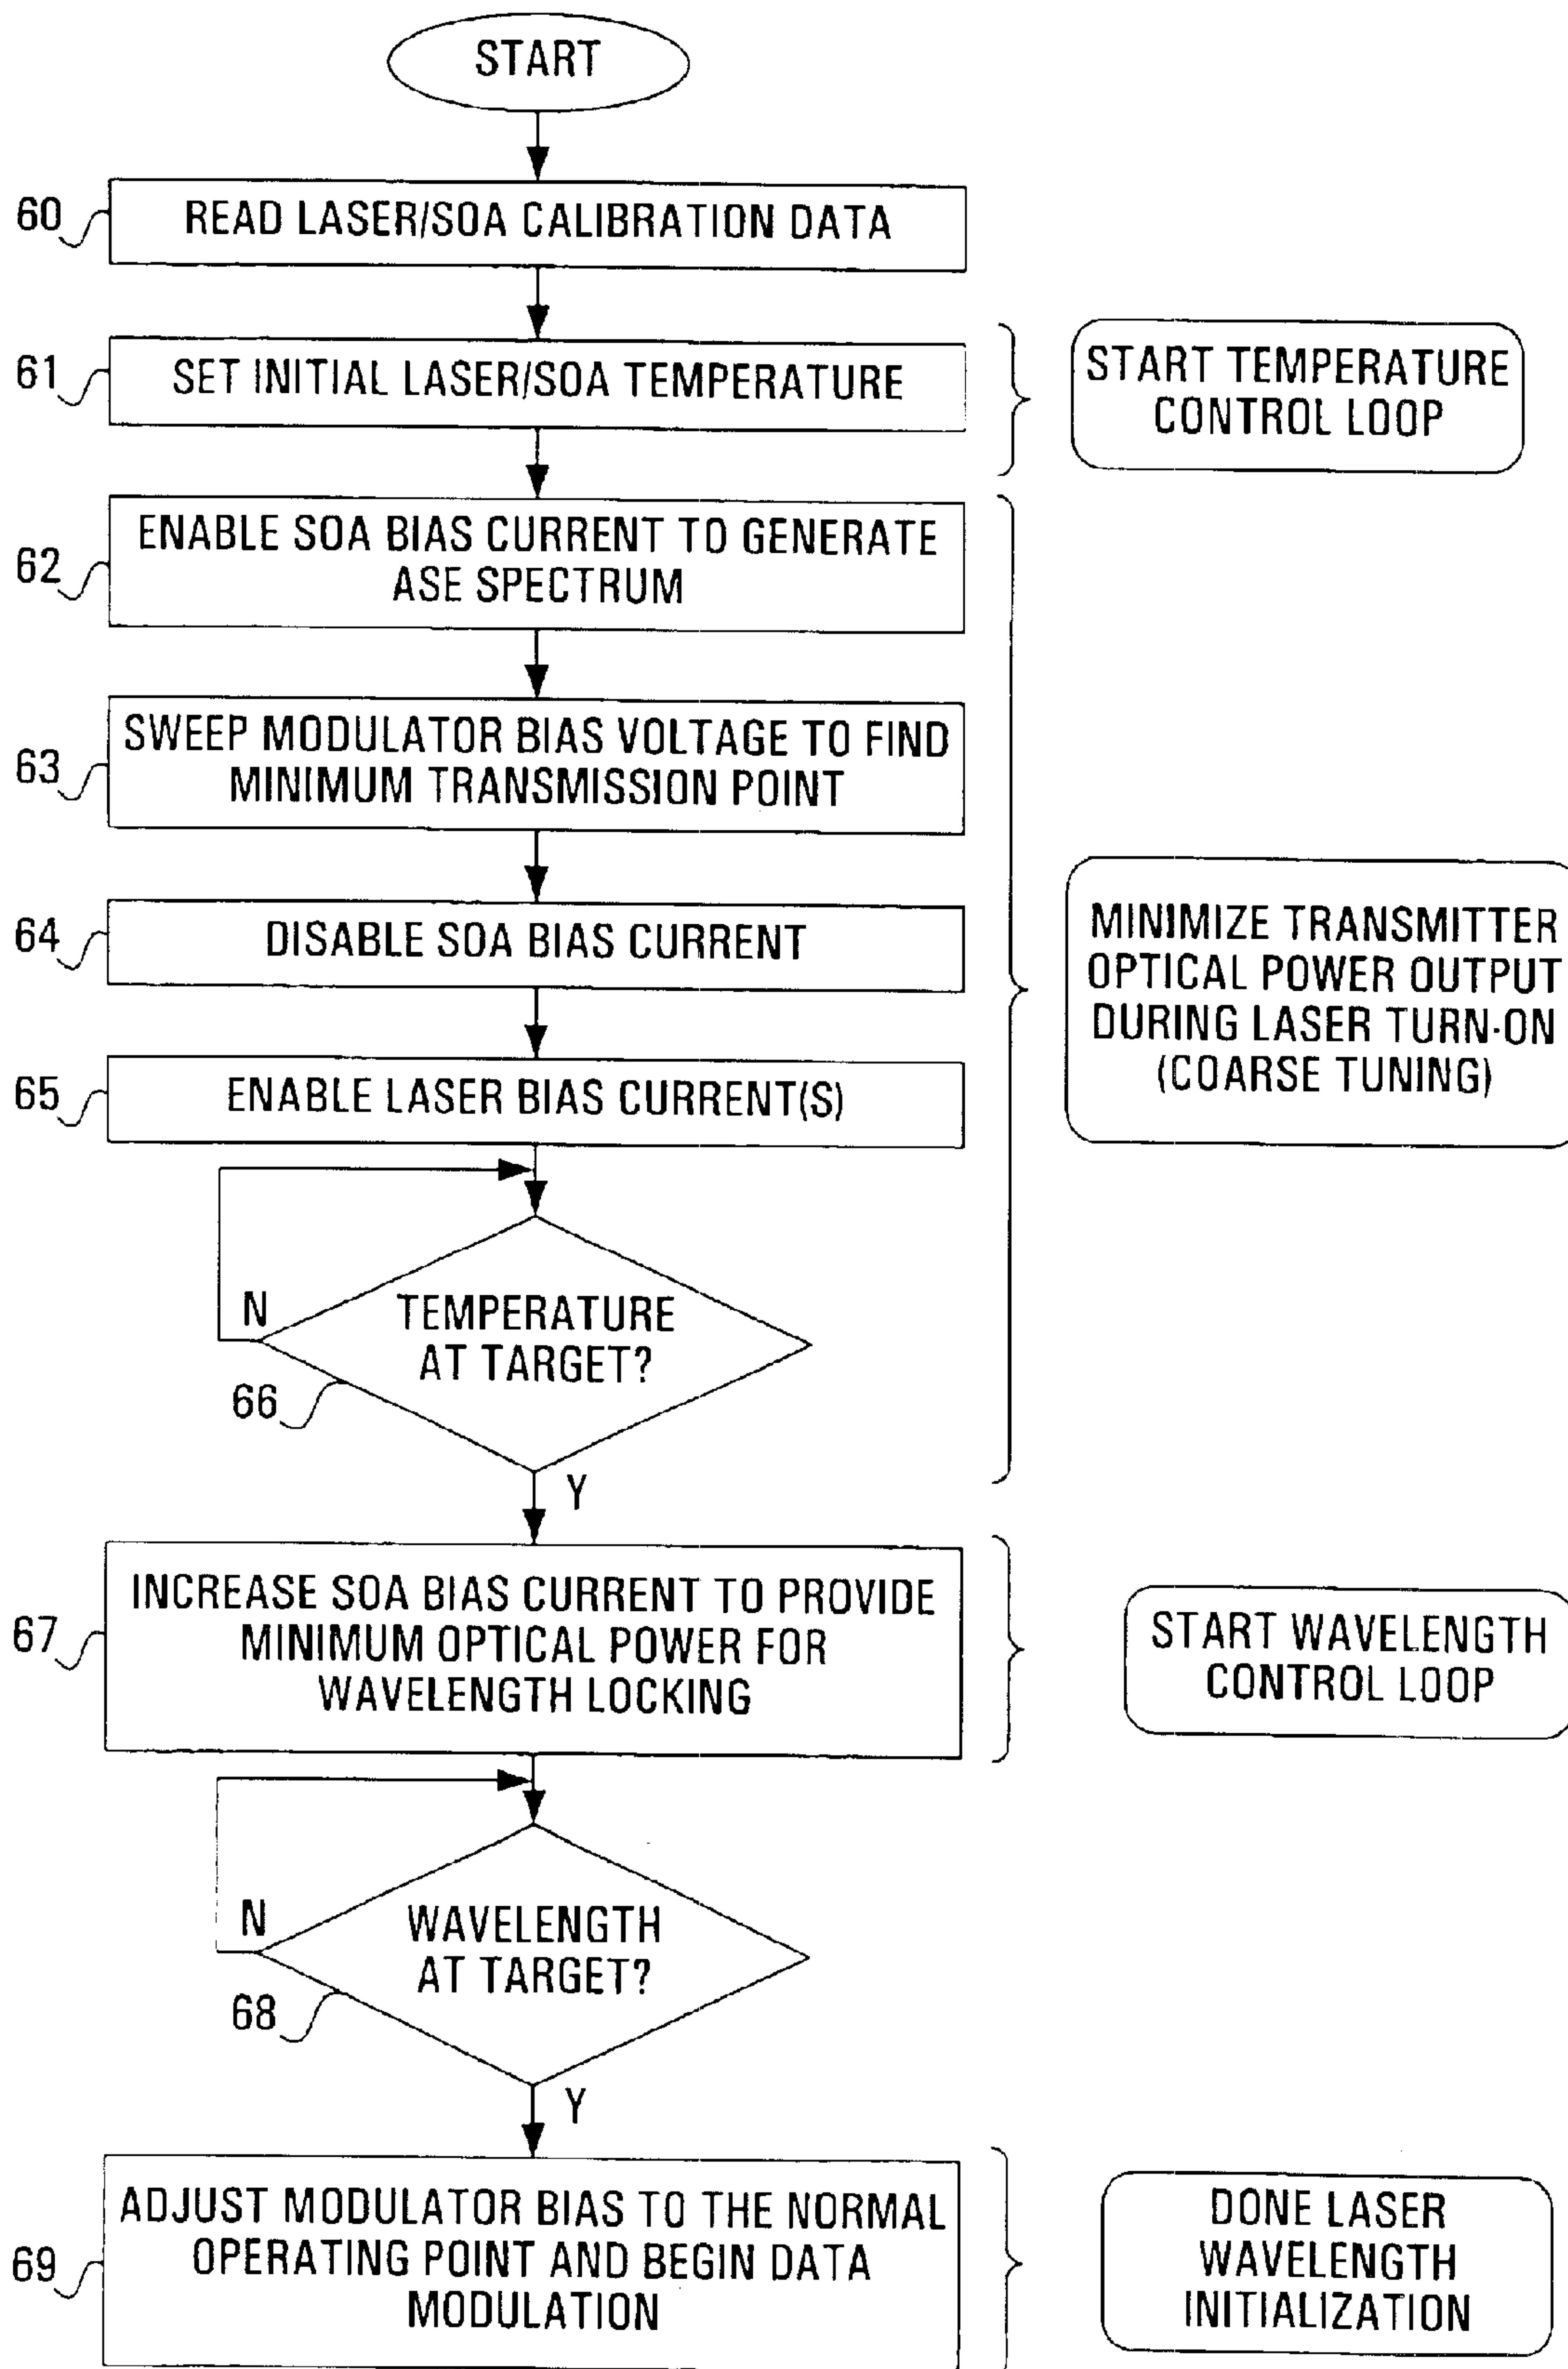 START
60
READ LASER/SOA CALIBRATION DATA
61
SET INITIAL LASER/SOA TEMPERATURE
START TEMPERATURE
CONTROL LOOP
62
ENABLE SOA BIAS CURRENT TO GENERATE
ASE SPECTRUM
63
SWEEP MODULATOR BIAS VOLTAGE TO FIND
MINIMUM TRANSMISSION POINT
64
DISABLE SOA BIAS CURRENT
MINIMIZE TRANSMITTER
OPTICAL POWER OUTPUT
DURING LASER TURN-ON
(COARSE TUNING)
65
ENABLE LASER BIAS CURRENT(S)
N
TEMPERATURE
AT TARGET?
66
Y
67
INCREASE SOA BIAS CURRENT TO PROVIDE
MINIMUM OPTICAL POWER FOR
WAVELENGTH LOCKING
START WAVELENGTH
CONTROL LOOP
N
WAVELENGTH
AT TARGET?
68
Y
69
ADJUST MODULATOR BIAS TO THE NORMAL
OPERATING POINT AND BEGIN DATA
MODULATION
DONE LASER
WAVELENGTH
INITIALIZATION